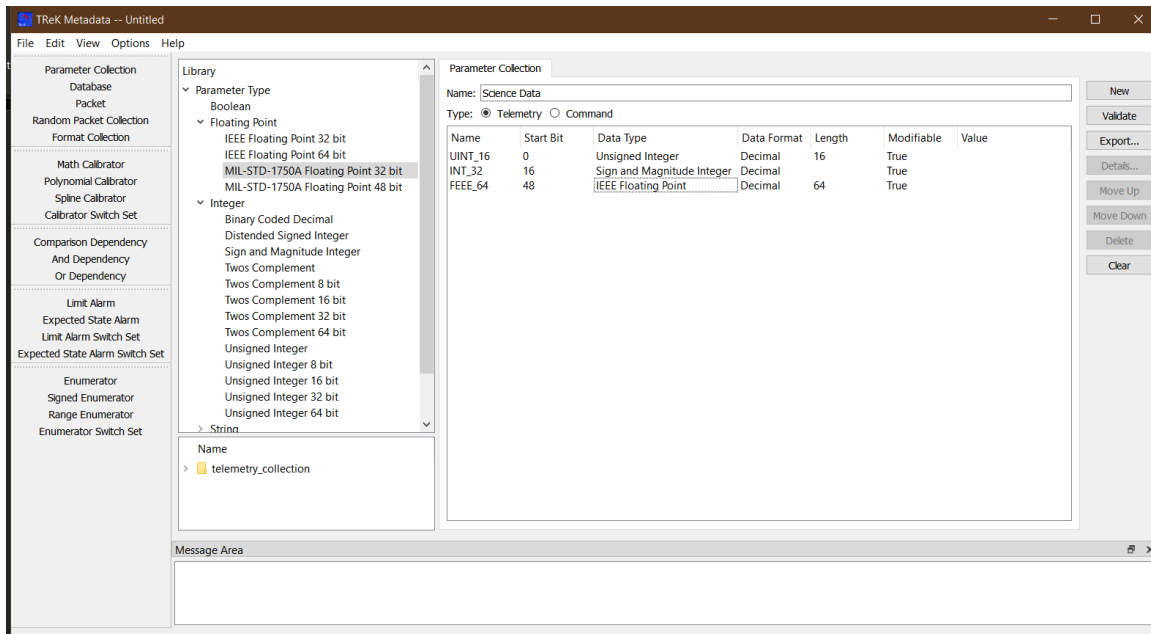 TReK Metadata -- Untitled
File Edit View Options Help
Parameter Collection
Database
Packet
Random Packet Collection
Format Collection
Math Calibrator
Polynomial Calibrator
Spline Calibrator
Calibrator Switch Set
Comparison Dependency
And Dependency
Or Dependency
Limit Alarm
Expected State Alarm
Limit Alarm Switch Set
Expected State Alarm Switch Set
Enumerator
Signed Enumerator
Range Enumerator
Enumerator Switch Set
Library
Parameter Type
Boolean
Floating Point
IEEE Floating Point 32 bit
IEEE Floating Point 64 bit
MIL-STD-1750A Floating Point 32 bit
MIL-STD-1750A Floating Point 48 bit
Integer
Binary Coded Decimal
Distended Signed Integer
Sign and Magnitude Integer
Twos Complement
Twos Complement 8 bit
Twos Complement 16 bit
Twos Complement 32 bit
Twos Complement 64 bit
Unsigned Integer
Unsigned Integer 8 bit
Unsigned Integer 16 bit
Unsigned Integer 32 bit
Unsigned Integer 64 bit
String
Name
telemetry_collection
Parameter Collection
Name: Science Data
Type: Telemetry Command
Name Start Bit Data Type Data Format Length Modifiable Value
UINT_16 0 Unsigned Integer Decimal 16 True
INT_32 16 Sign and Magnitude Integer Decimal True
FEEE_64 48 IEEE Floating Point Decimal 64 True
New
Validate
Export...
Details...
Move Up
Move Down
Delete
Clear
Message Area